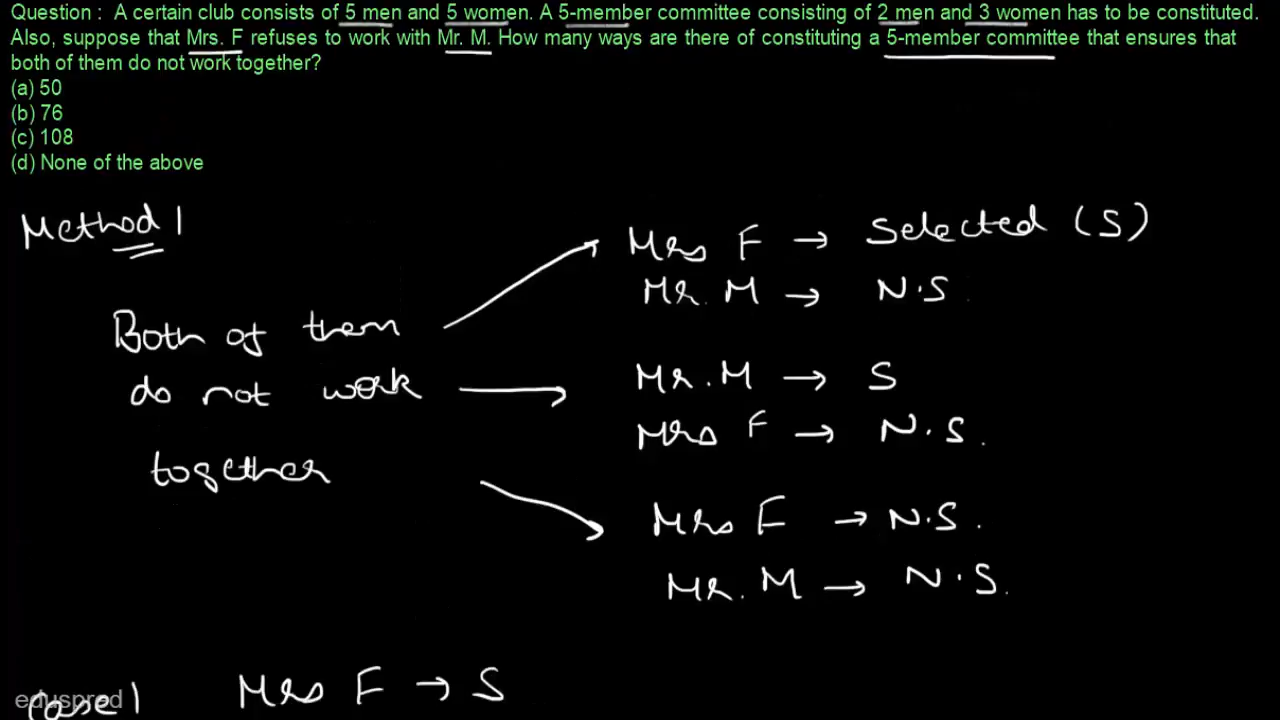 Question : A certain club consists of 5 men and 5 women. A 5-member committee consisting of 2 men and 3 women has to be constituted.
Also, suppose that Mrs. F refuses to work with Mr. M. How many ways are there of constituting a 5-member committee that ensures that
both of them do not work together?
(a) 50
(b) 76
(c) 108
(d) None of the above
Method 1
Mrs F → Selected (S)
Mr. M → N.S
Both of them
do not work
together
Mr. M → S
Mrs F → N.S.
Mrs F → N.S.
Mr. M → N.S.
Case 1 Mrs F → S
edusprod